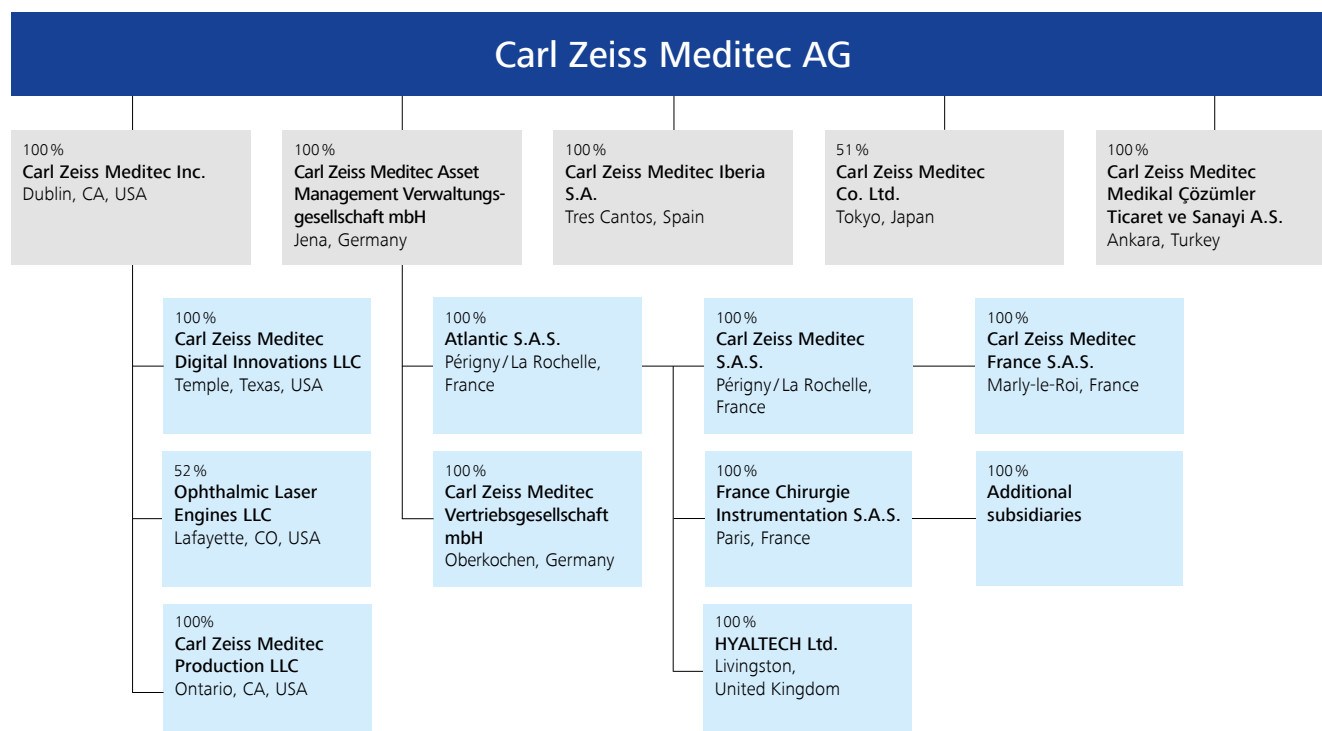 Carl Zeiss Meditec AG
100 %
Carl Zeiss Meditec Inc.
Dublin, CA, USA
100 %
Carl Zeiss Meditec Asset
Management Verwaltungs-
gesellschaft mbH
Jena, Germany
100 %
Carl Zeiss Meditec Iberia
S.A.
Tres Cantos, Spain
51 %
Carl Zeiss Meditec
Co. Ltd.
Tokyo, Japan
100 %
Carl Zeiss Meditec
Medikal Çözümler
Ticaret ve Sanayi A.S.
Ankara, Turkey
100 %
Carl Zeiss Meditec
Digital Innovations LLC
Temple, Texas, USA
100 %
Atlantic S.A.S.
Périgny / La Rochelle,
France
100 %
Carl Zeiss Meditec
S.A.S.
Périgny / La Rochelle,
France
100 %
Carl Zeiss Meditec
France S.A.S.
Marly-le-Roi, France
52 %
Ophthalmic Laser
Engines LLC
Lafayette, CO, USA
100 %
Carl Zeiss Meditec
Vertriebsgesellschaft
mbH
Oberkochen, Germany
100 %
France Chirurgie
Instrumentation S.A.S.
Paris, France
100 %
Additional
subsidiaries
100%
Carl Zeiss Meditec
Production LLC
Ontario, CA, USA
100 %
HYALTECH Ltd.
Livingston,
United Kingdom